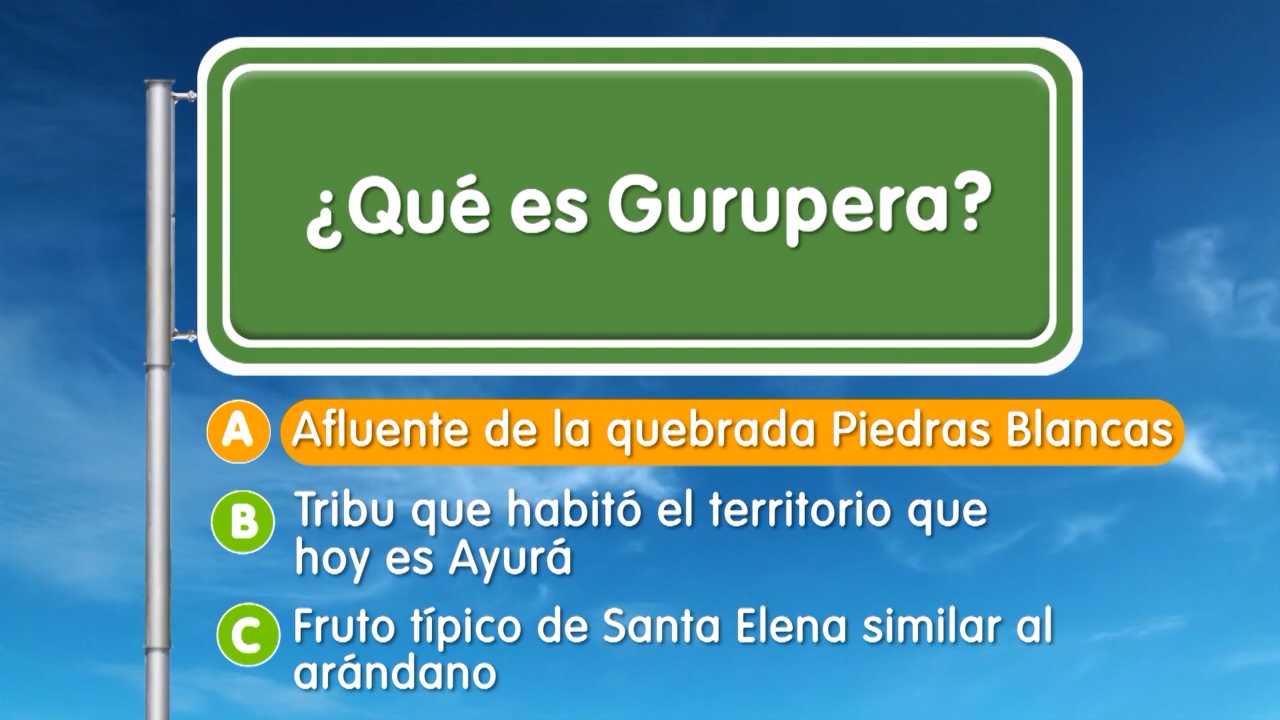 ¿Qué es Gurupera?
A Afluente de la quebrada Piedras Blancas
B Tribu que habitó el territorio que
hoy es Ayurá
C Fruto típico de Santa Elena similar al
arándano